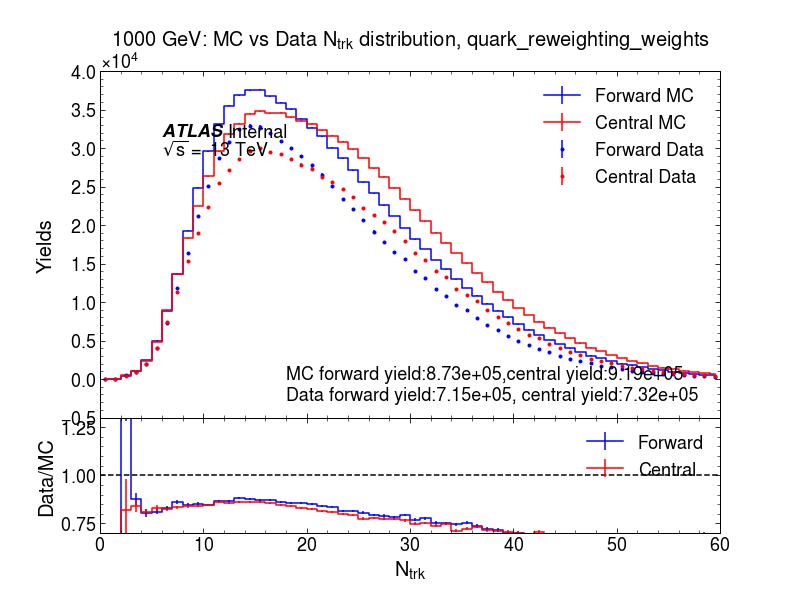 1000 GeV: MC vs Data Ntrk distribution, quark_reweighting_weights
×10⁴
4.0
3.5
3.0
2.5
2.0
1.5
1.0
0.5
0.0
0.5
Yields
ATLAS Internal
√s = 13 TeV
Forward MC
Central MC
Forward Data
Central Data
MC forward yield:8.73e+05,central yield:9.19e+05
Data forward yield:7.15e+05, central yield:7.32e+05
1.25
1.00
0.75
Data/MC
Forward
Central
0 10 20 30 40 50 60
Ntrk